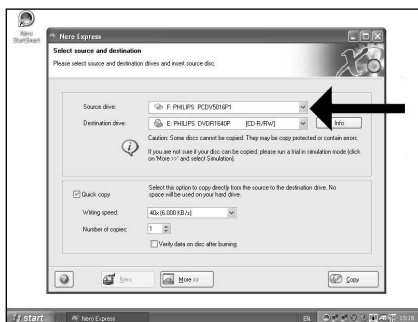 Nero
StartSmart
Nero Express
Select source and destination
Please select source and destination drives and insert source disc.
Source drive: F: PHILIPS PCDV5016P1
Destination drive: E: PHILIPS DVDR1640P [CD-R/RW] Info
Caution: Some discs cannot be copied. They may be copy protected or contain errors.
If you are not sure if your disc can be copied, please run a trial in simulation mode (click
on 'More >>' and select Simulation).
Quick copy
Select this option to copy directly from the source to the destination drive. No
space will be used on your hard drive.
Writing speed: 40x (6.000 KB/s)
Number of copies: 1
Verify data on disc after burning
Nero More >> Copy
start Nero Express EN 15:18